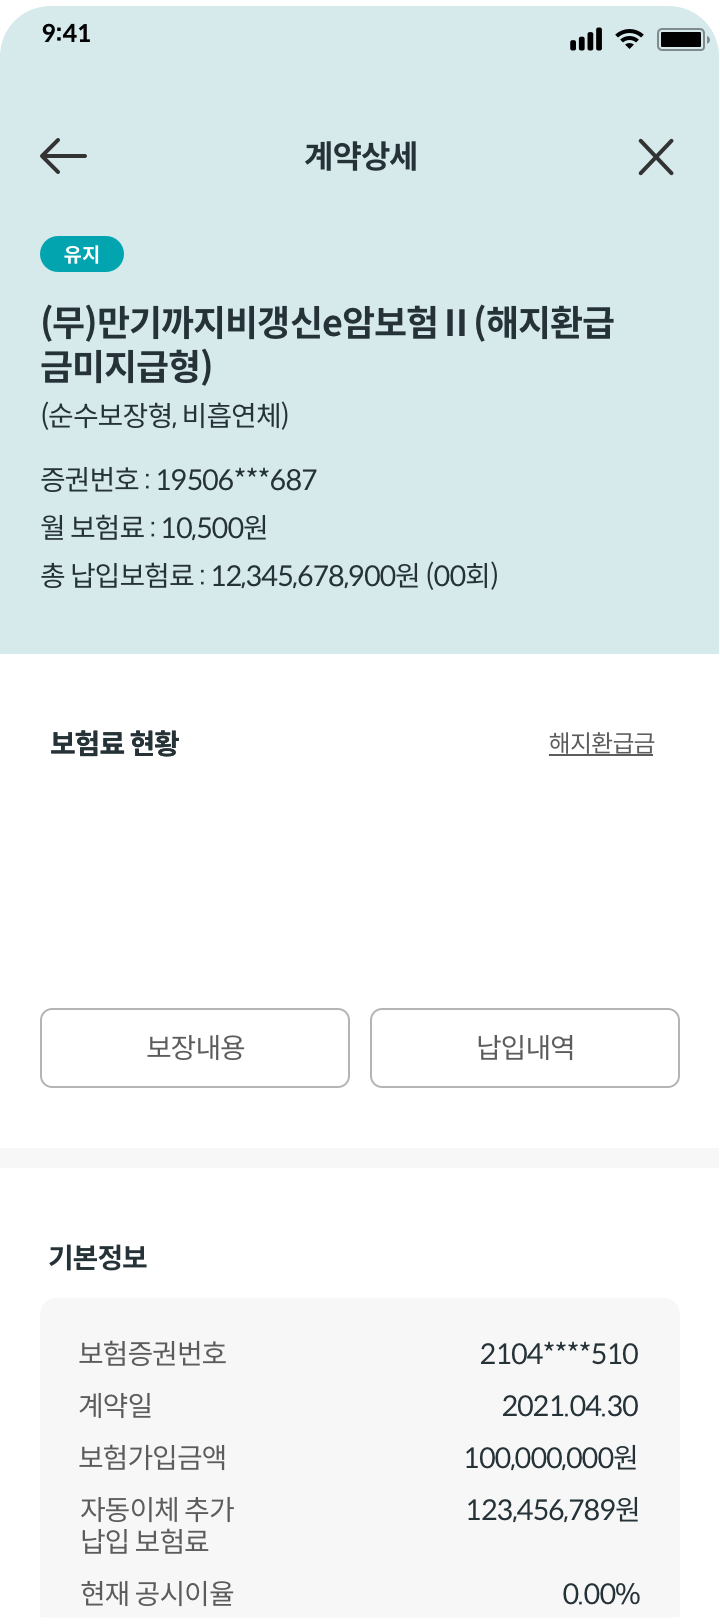 9:41
계약상세
유지
(무)만기까지비갱신e암보험Ⅱ(해지환급
금미지급형)
(순수보장형, 비흡연체)
증권번호 : 19506***687
월 보험료 : 10,500원
총 납입보험료 : 12,345,678,900원 (00회)
보험료 현황
해지환급금
보장내용
납입내역
기본정보
보험증권번호 2104****510
계약일 2021.04.30
보험가입금액 100,000,000원
자동이체 추가 123,456,789원
납입 보험료
현재 공시이율 0.00%